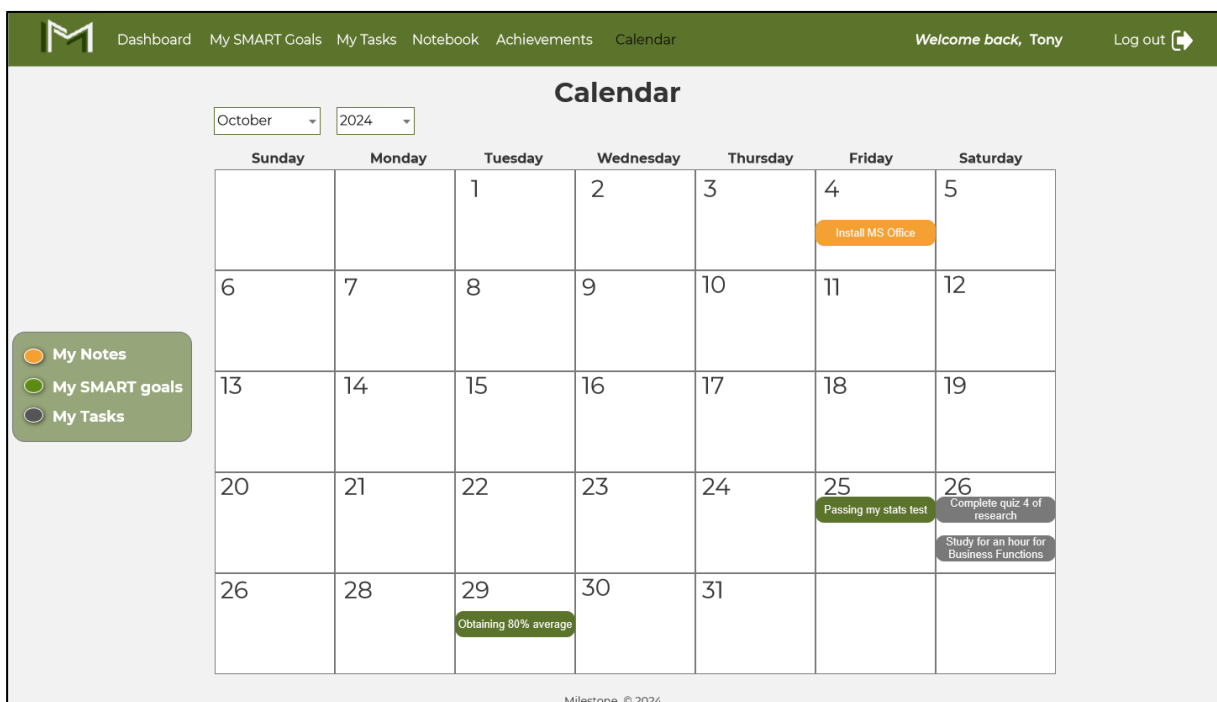 Dashboard My SMART Goals My Tasks Notebook Achievements Calendar Welcome back, Tony Log out
Calendar
October 2024
Sunday Monday Tuesday Wednesday Thursday Friday Saturday
1 2 3 4 5
Install MS Office
6 7 8 9 10 11 12
My Notes
My SMART goals
My Tasks
13 14 15 16 17 18 19
20 21 22 23 24 25 26
Passing my stats test
Complete quiz 4 of
research
Study for an hour for
Business Functions
26 28 29 30 31
Obtaining 80% average
Milestone © 2024